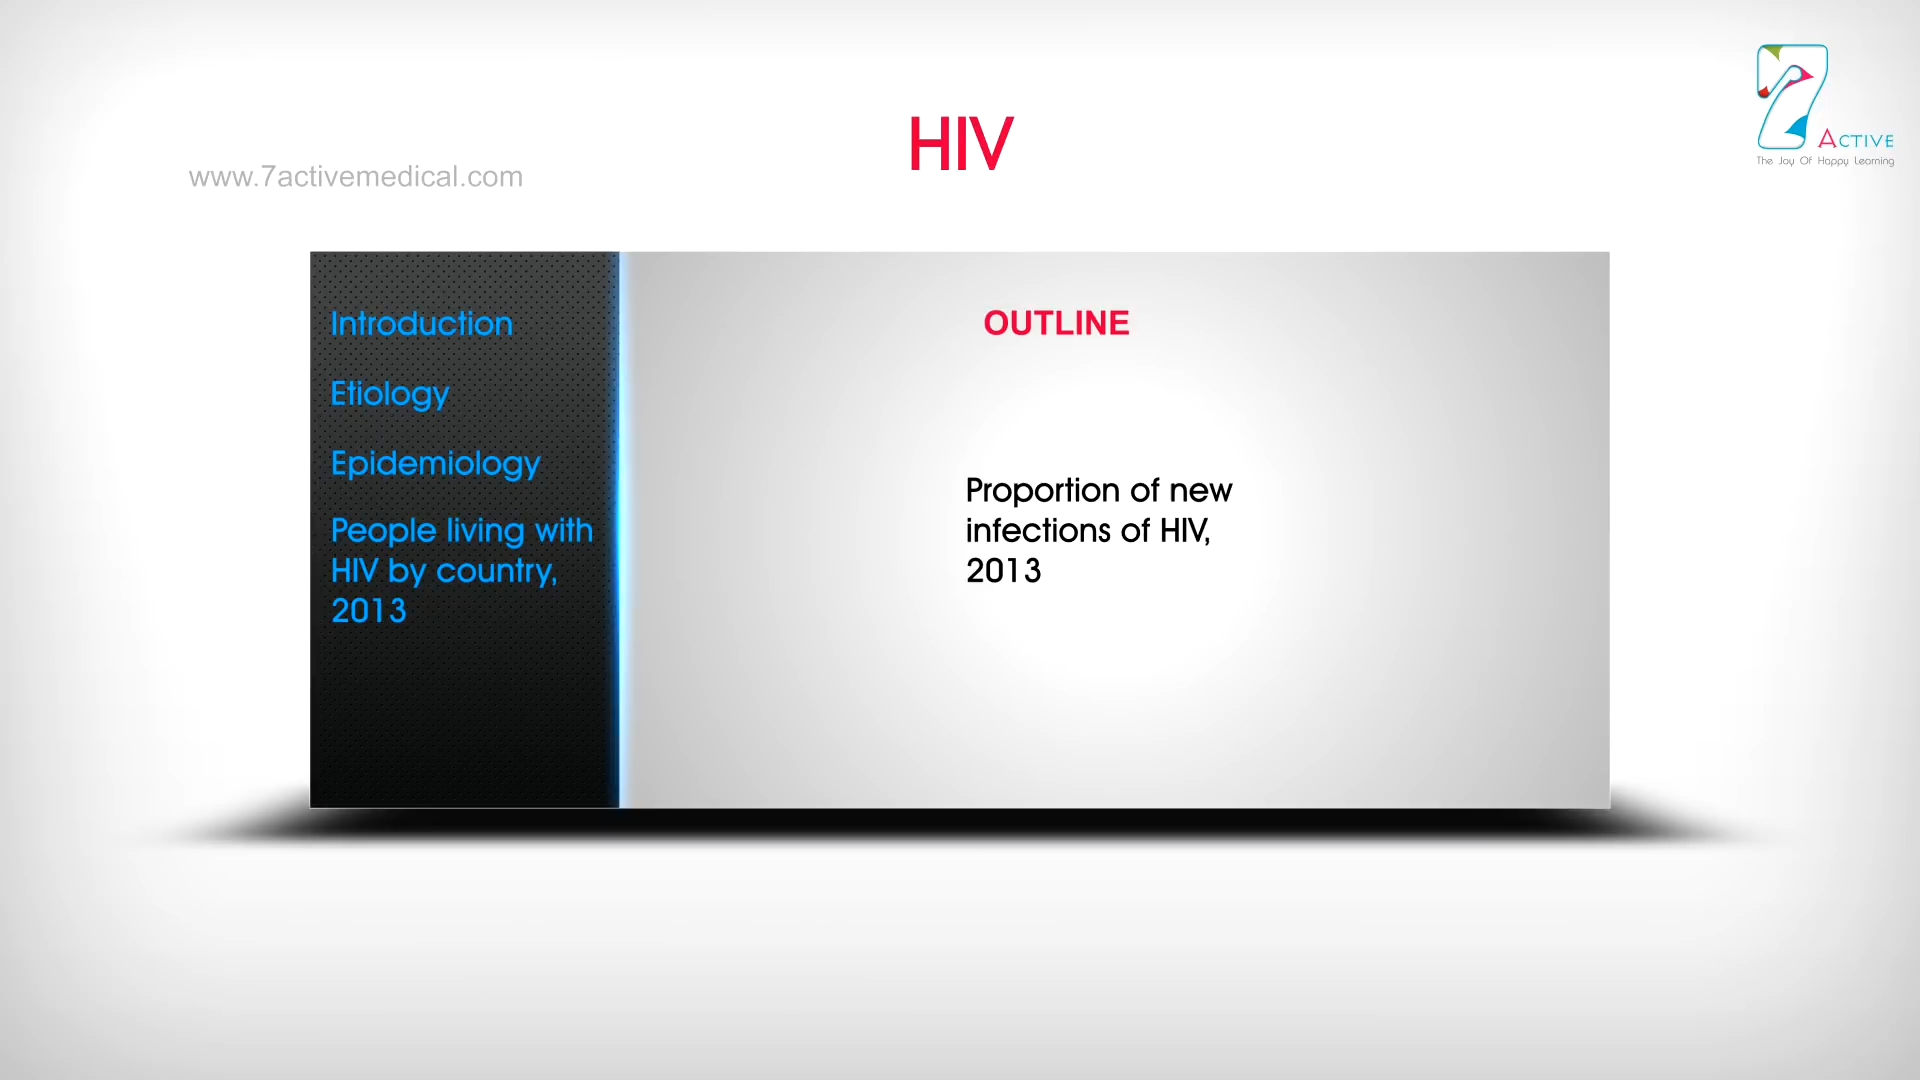 HIV
www.7activemedical.com
7
ACTIVE
The Joy Of Happy Learning
Introduction
Etiology
Epidemiology
People living with
HIV by country,
2013
OUTLINE
Proportion of new
infections of HIV,
2013